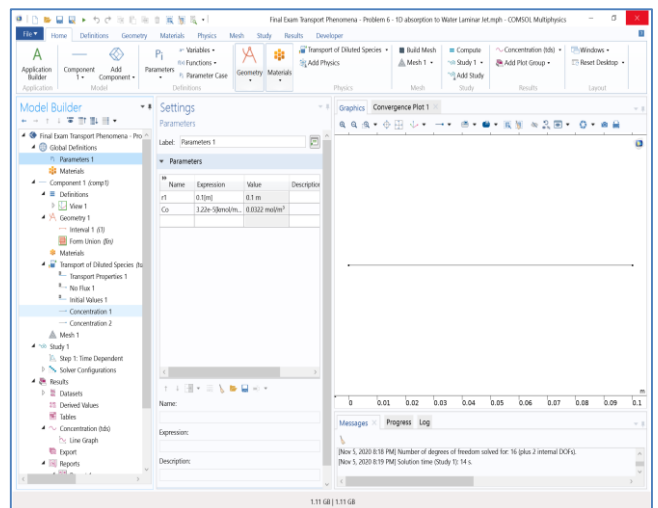 Final Exam Transport Phenomena - Problem 6 - 1D absorption to Water Laminar Jet.mph - COMSOL Multiphysics
File Home Definitions Geometry Materials Physics Mesh Study Results Developer
Application Builder
Component 1
Add Component
Pi
Parameters
Variables
Functions
Parameter Case
Geometry
Materials
Transport of Diluted Species
Add Physics
Build Mesh
Mesh 1
Compute
Study 1
Add Study
Concentration (tds)
Add Plot Group
Windows
Reset Desktop
Application Model Definitions Physics Mesh Study Results Layout
Model Builder
Final Exam Transport Phenomena - Pro
Global Definitions
Parameters 1
Materials
Component 1 (comp1)
Definitions
View 1
Geometry 1
Interval 1 (i1)
Form Union (fin)
Materials
Transport of Diluted Species (tds
Transport Properties 1
No Flux 1
Initial Values 1
Concentration 1
Concentration 2
Mesh 1
Study 1
Step 1: Time Dependent
Solver Configurations
Results
Datasets
Derived Values
Tables
Concentration (tds)
Line Graph
Export
Reports
Settings
Parameters
Label: Parameters 1
Parameters
Name Expression Value Description
r1 0.1[m] 0.1 m
Co 3.22e-5[kmol/m... 0.0322 mol/m³
Name:
Expression:
Description:
Graphics Convergence Plot 1
m
0 0.01 0.02 0.03 0.04 0.05 0.06 0.07 0.08 0.09 0.1
Messages Progress Log
[Nov 5, 2020 8:18 PM] Number of degrees of freedom solved for: 16 (plus 2 internal DOFs).
[Nov 5, 2020 8:19 PM] Solution time (Study 1): 14 s.
1.11 GB | 1.11 GB